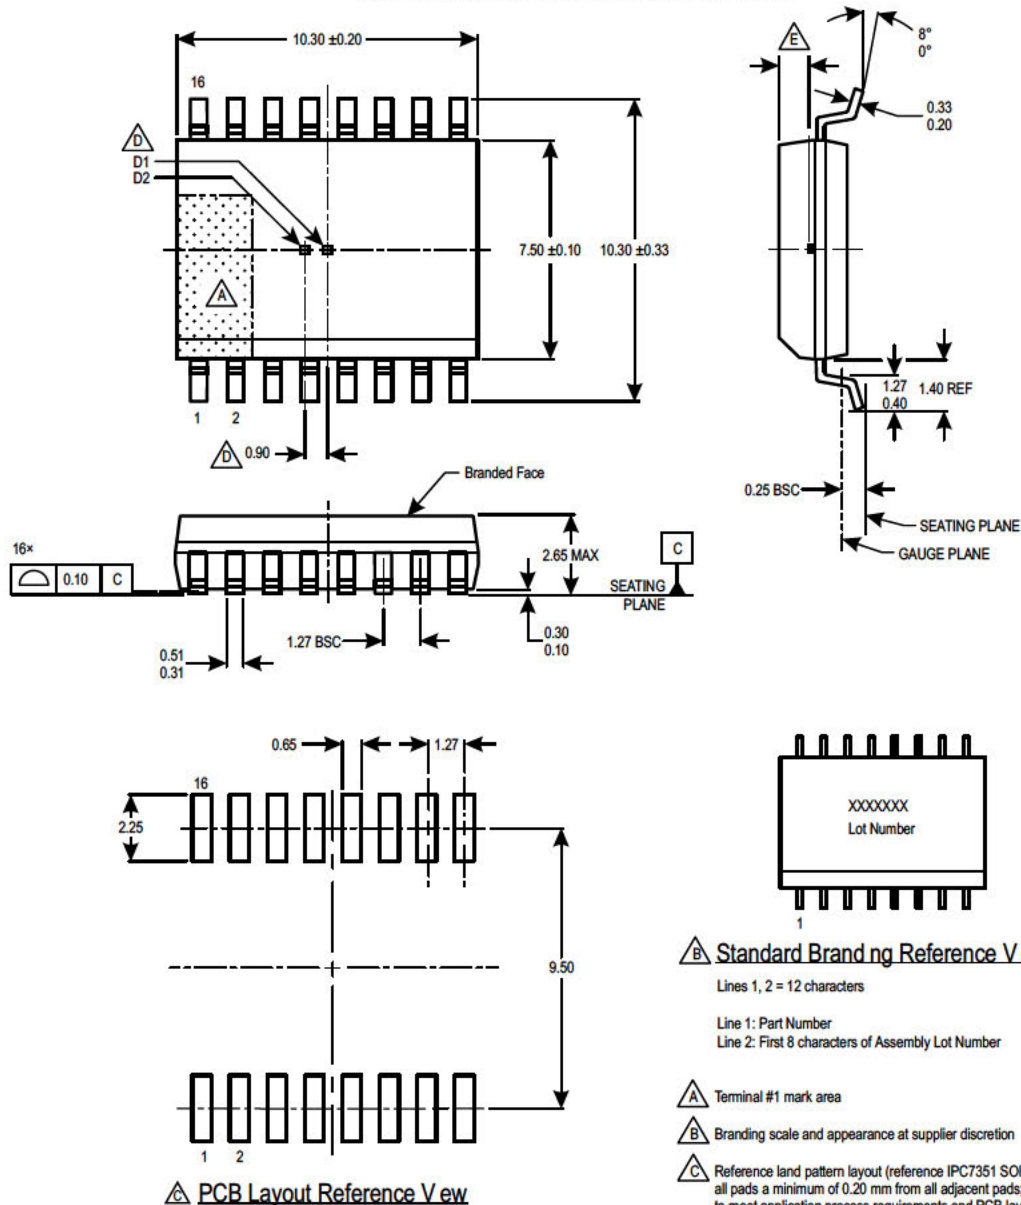 10.30 ±0.20
16
D
D1
D2
A
7.50 ±0.10
10.30 ±0.33
1 2
D 0.90
E
8°
0°
0.33
0.20
1.27
0.40
1.40 REF
0.25 BSC
SEATING PLANE
GAUGE PLANE
Branded Face
16×
0.10 C
2.65 MAX
C
SEATING
PLANE
1.27 BSC
0.30
0.10
0.51
0.31
0.65
1.27
16
2.25
9.50
1 2
C PCB Layout Reference V ew
XXXXXXX
Lot Number
1
B Standard Brand ng Reference V
Lines 1, 2 = 12 characters
Line 1: Part Number
Line 2: First 8 characters of Assembly Lot Number
A Terminal #1 mark area
B Branding scale and appearance at supplier discretion
C Reference land pattern layout (reference IPC7351
all pads a minimum of 0.20 mm from all adjacent pads;